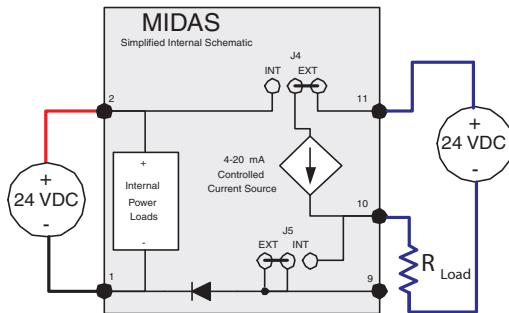 MIDAS
Simplified Internal Schematic
J4
INT EXT
2
11
+
24 VDC
-
+
Internal
Power
Loads
-
4-20 mA
Controlled
Current Source
+
24 VDC
-
10
J5
EXT INT
R Load
1
9